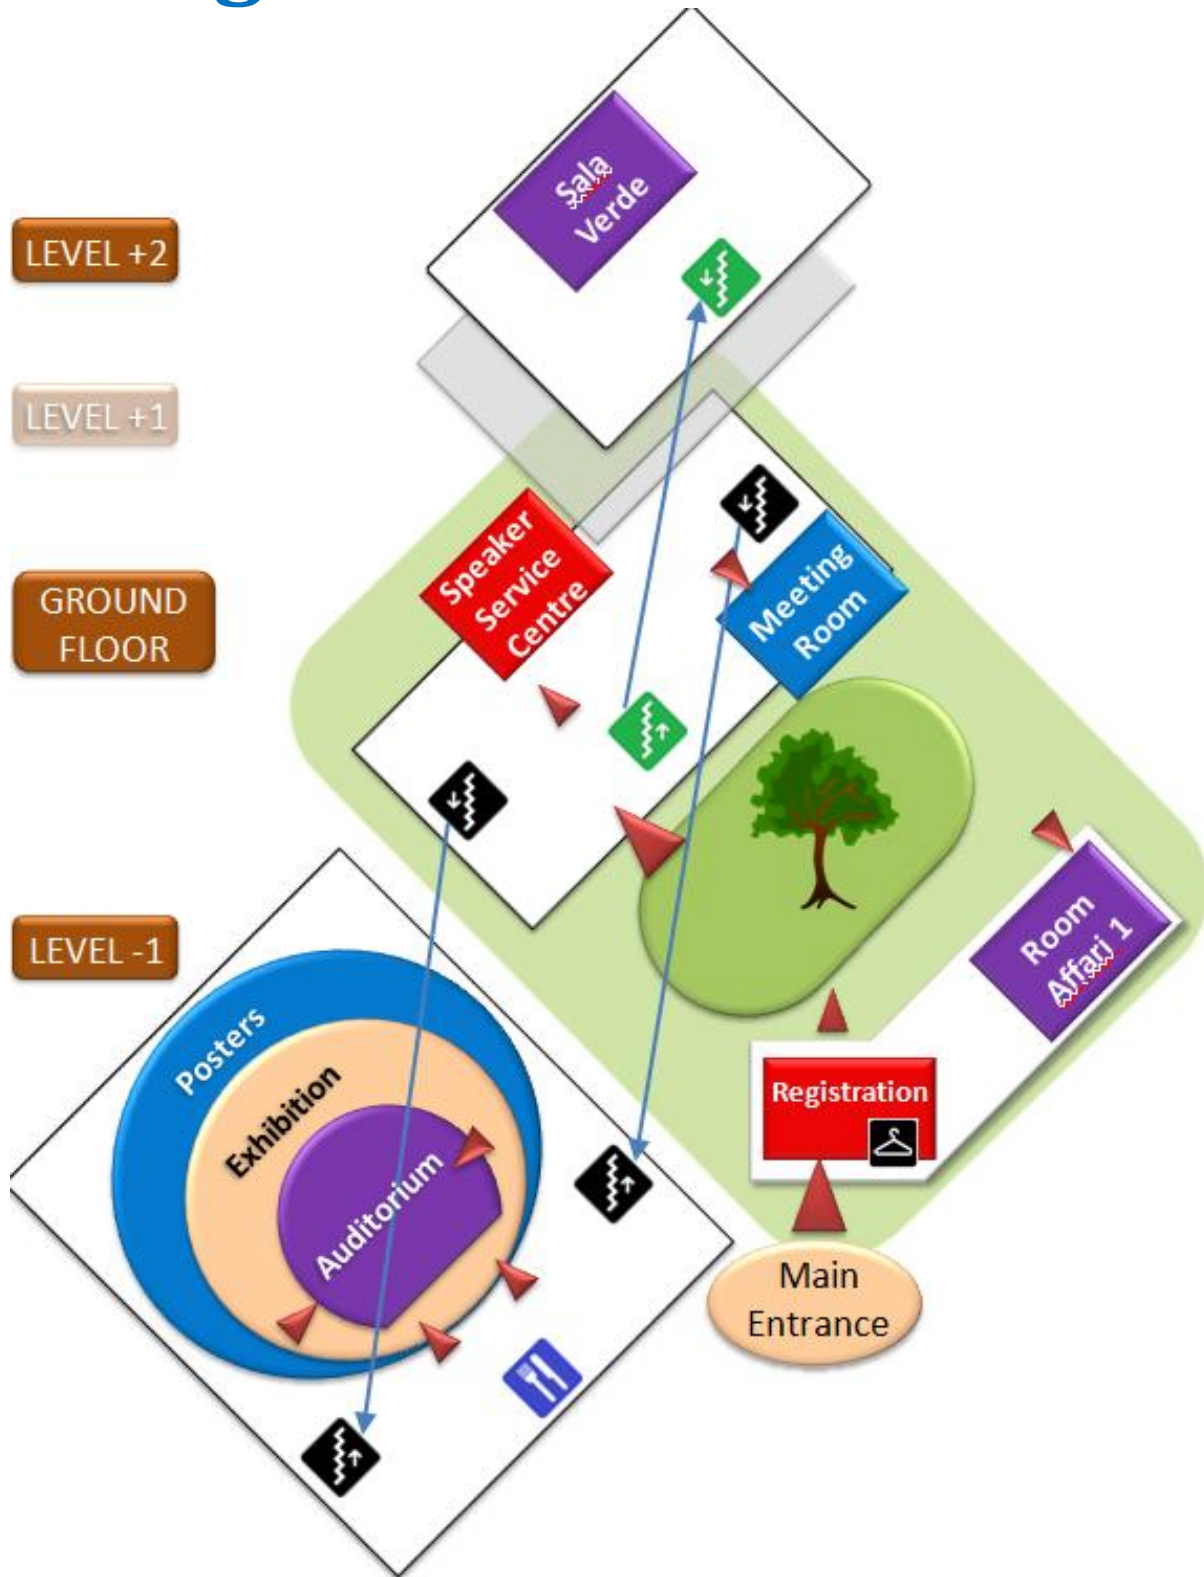 LEVEL +2
LEVEL +1
GROUND
FLOOR
LEVEL -1
Sala
Verde
Speaker
Service
Centre
Meeting
Room
Room
Affari 1
Registration
Main
Entrance
Posters
Exhibition
Auditorium